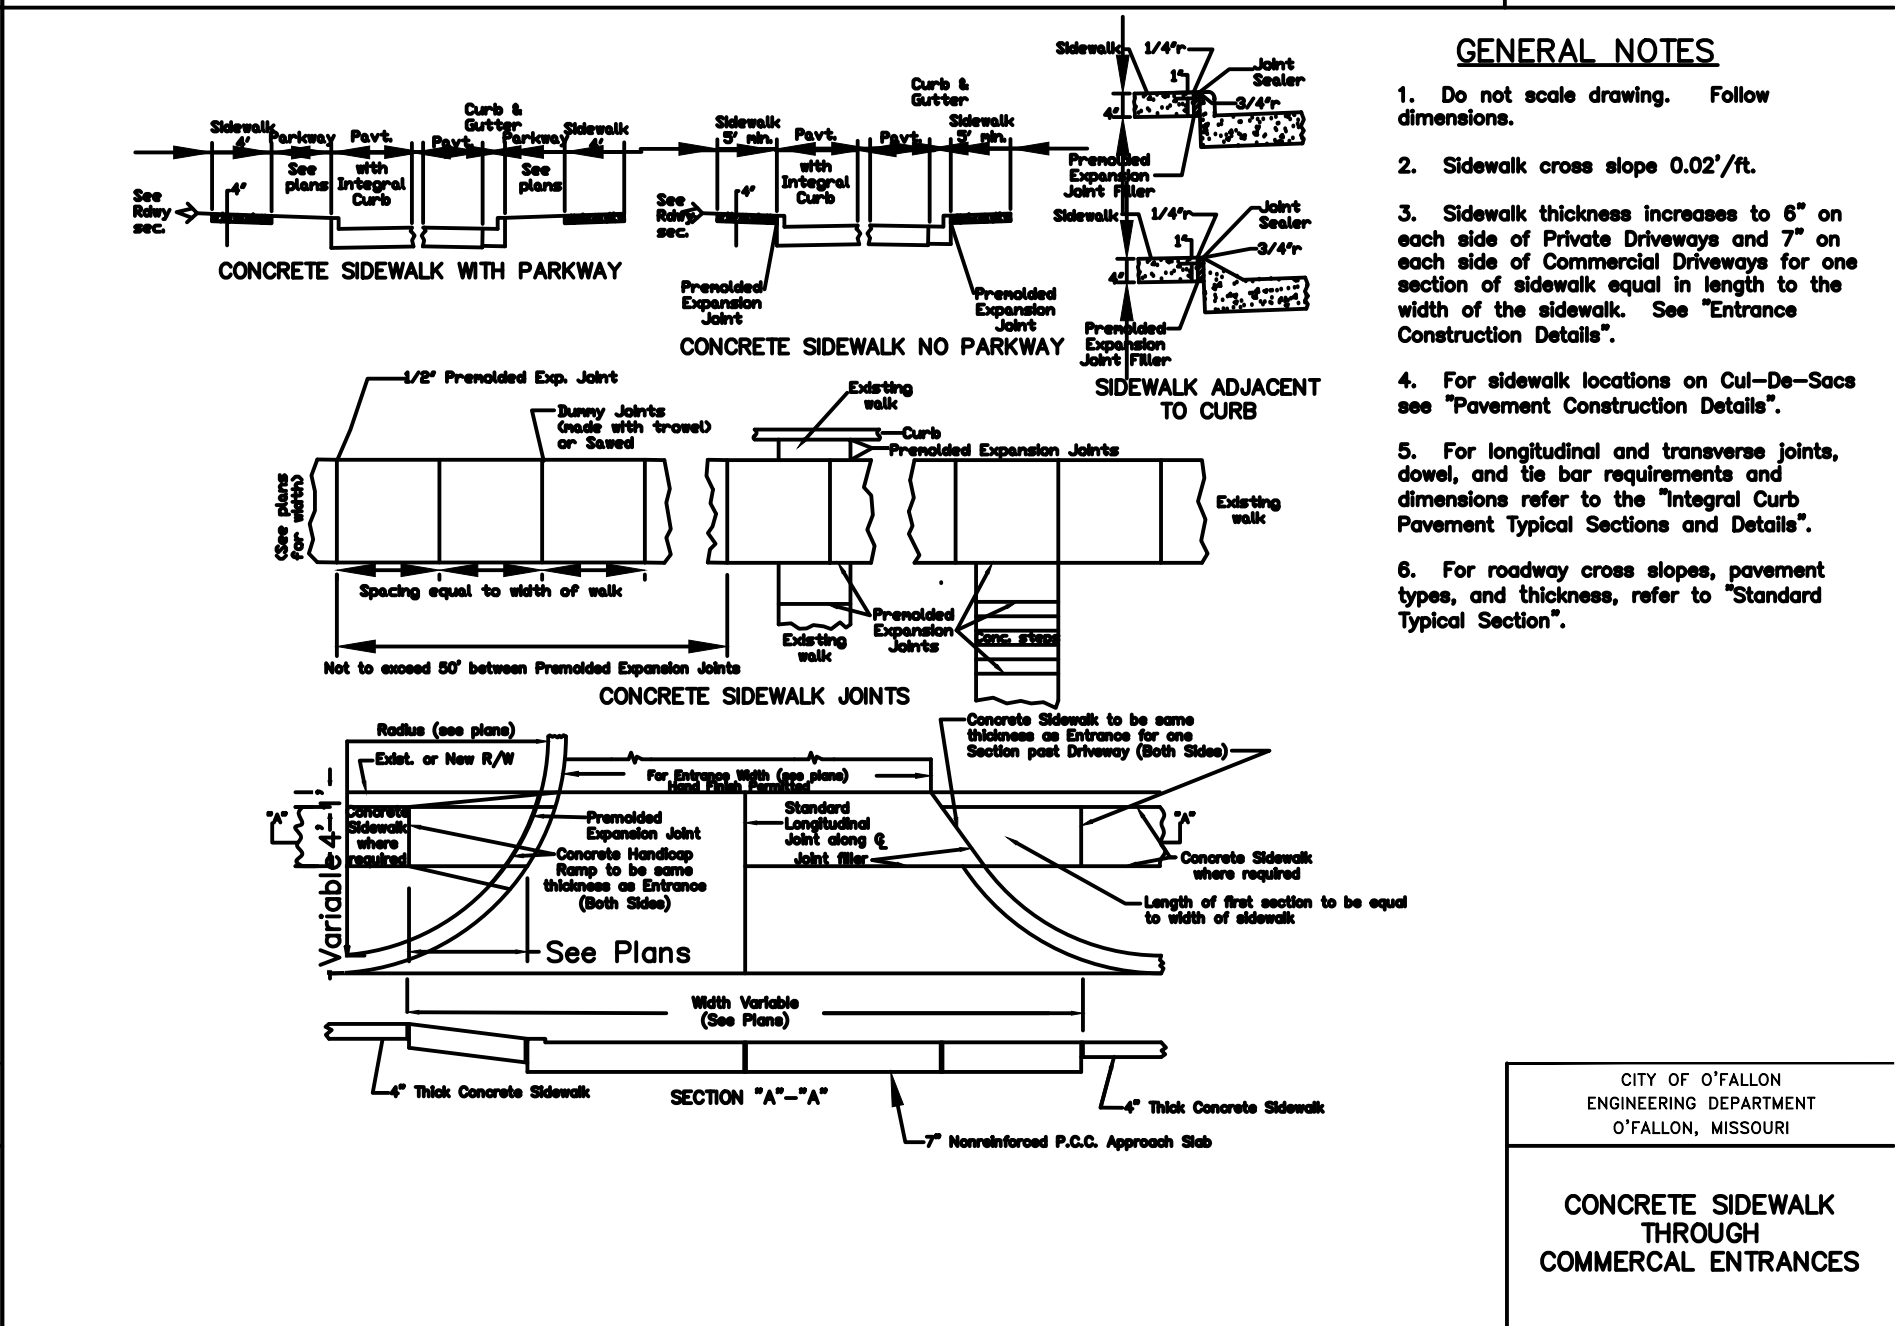 Sidewalk
4'
Parkway
See
plans
Pavt.
with
Integral
Curb
Pavt.
Curb &
Gutter
Parkway
See
plans
Sidewalk
4'
See
Rdwy
sec.
4"
CONCRETE SIDEWALK WITH PARKWAY
Sidewalk
5' min.
Pavt.
with
Integral
Curb
Pavt.
Curb &
Gutter
Sidewalk
5' min.
See
Rdwy
sec.
4"
Premolded
Expansion
Joint
Premolded
Expansion
Joint
CONCRETE SIDEWALK NO PARKWAY
Sidewalk
1/4"r
1"
Joint
Sealer
3/4"r
4"
Premolded
Expansion
Joint Filler
Sidewalk
1/4"r
1"
Joint
Sealer
3/4"r
4"
Premolded
Expansion
Joint Filler
SIDEWALK ADJACENT
TO CURB
1/2" Premolded Exp. Joint
Dummy Joints
(made with trowel)
or Sawed
(See plans
for width)
Spacing equal to width of walk
Not to exceed 50' between Premolded Expansion Joints
Existing
walk
Curb
Premolded Expansion Joints
Existing
walk
Existing
walk
Premolded
Expansion
Joints
Conc. steps
CONCRETE SIDEWALK JOINTS
Radius (see plans)
Exist. or New R/W
For Entrance Width (see plans)
Hand Finish Permitted
Concrete Sidewalk to be same
thickness as Entrance for one
Section past Driveway (Both Sides)
"A"
Variable 4'-1'-
Concrete
Sidewalk
where
required
Premolded
Expansion Joint
Concrete Handicap
Ramp to be same
thickness as Entrance
(Both Sides)
Standard
Longitudinal
Joint along ℄
Joint filler
"A"
Concrete Sidewalk
where required
Length of first section to be equal
to width of sidewalk
See Plans
Width Variable
(See Plans)
4" Thick Concrete Sidewalk
SECTION "A"-"A"
4" Thick Concrete Sidewalk
7" Nonreinforced P.C.C. Approach Slab
GENERAL NOTES
1. Do not scale drawing. Follow
dimensions.
2. Sidewalk cross slope 0.02'/ft.
3. Sidewalk thickness increases to 6" on
each side of Private Driveways and 7" on
each side of Commercial Driveways for one
section of sidewalk equal in length to the
width of the sidewalk. See "Entrance
Construction Details".
4. For sidewalk locations on Cul-De-Sacs
see "Pavement Construction Details".
5. For longitudinal and transverse joints,
dowel, and tie bar requirements and
dimensions refer to the "Integral Curb
Pavement Typical Sections and Details".
6. For roadway cross slopes, pavement
types, and thickness, refer to "Standard
Typical Section".
CITY OF O'FALLON
ENGINEERING DEPARTMENT
O'FALLON, MISSOURI
CONCRETE SIDEWALK
THROUGH
COMMERCAL ENTRANCES